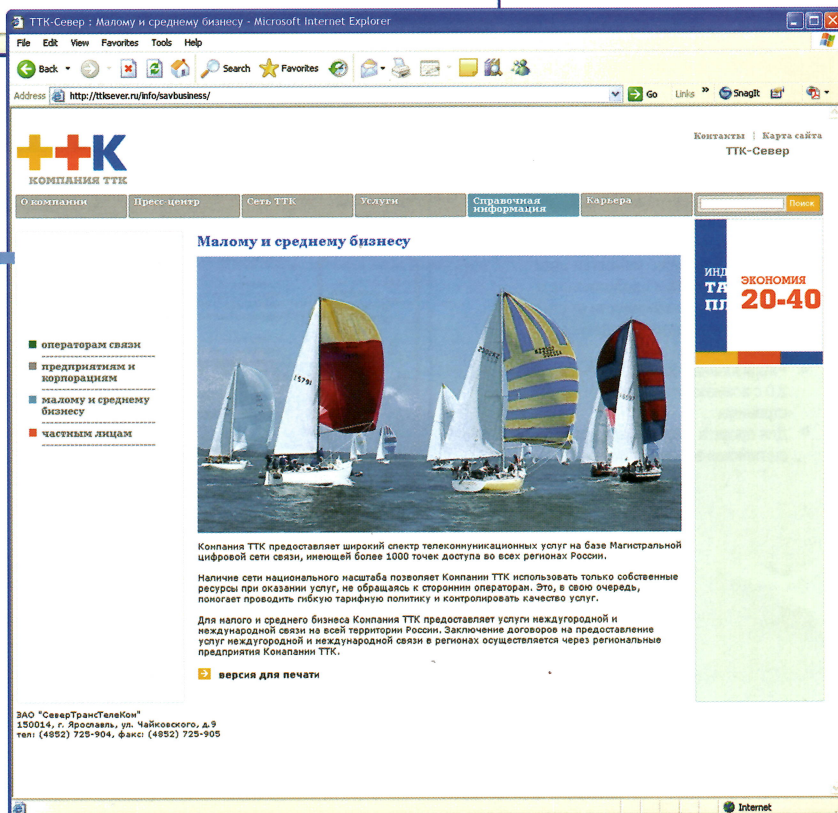 ТТК-Север : Малому и среднему бизнесу - Microsoft Internet Explorer
File Edit View Favorites Tools Help
Back Search Favorites
Address http://ttksever.ru/info/savbusiness/ Go Links » SnagIt
Контакты | Карта сайта
ТТК-Север
ттк
КОМПАНИЯ ТТК
О компании Пресс-центр Сеть ТТК Услуги Справочная информация Карьера Поиск
Малому и среднему бизнесу
ИНД
ТА
ПЛ
ЭКОНОМИЯ
20-40
15791
операторам связи
предприятиям и
корпорациям
малому и среднему
бизнесу
частным лицам
Компания ТТК предоставляет широкий спектр телекоммуникационных услуг на базе Магистральной
цифровой сети связи, имеющей более 1000 точек доступа во всех регионах России.
Наличие сети национального масштаба позволяет Компании ТТК использовать только собственные
ресурсы при оказании услуг, не обращаясь к сторонним операторам. Это, в свою очередь,
помогает проводить гибкую тарифную политику и контролировать качество услуг.
Для малого и среднего бизнеса Компания ТТК предоставляет услуги междугородной и
международной связи на всей территории России. Заключение договоров на предоставление
услуг междугородной и международной связи в регионах осуществляется через региональные
предприятия Конапании ТТК.
версия для печати
ЗАО "СеверТрансТелеКом"
150014, г. Ярославль, ул. Чайковского, д.9
тел: (4852) 725-904, факс: (4852) 725-905
Internet